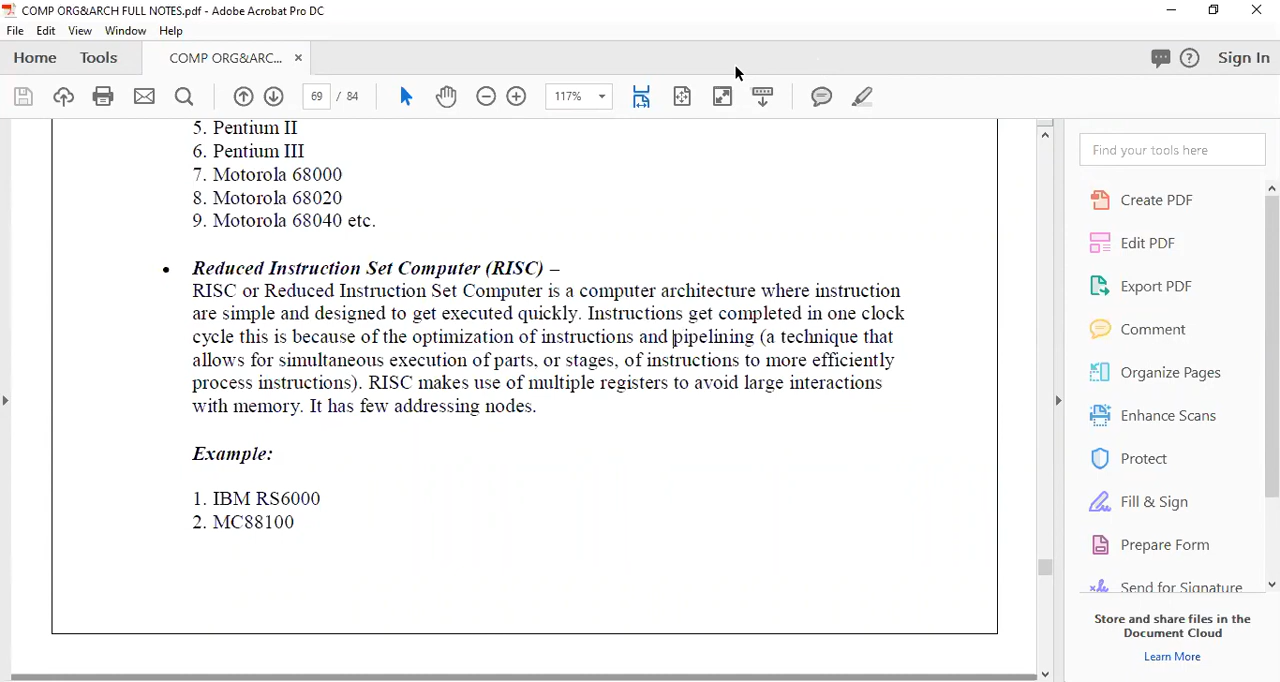 COMP ORG&ARCH FULL NOTES.pdf - Adobe Acrobat Pro DC
File Edit View Window Help
Home Tools COMP ORG&ARC... × Sign In
69 / 84 117%
5. Pentium II
6. Pentium III
7. Motorola 68000
8. Motorola 68020
9. Motorola 68040 etc.
• Reduced Instruction Set Computer (RISC) –
RISC or Reduced Instruction Set Computer is a computer architecture where instruction
are simple and designed to get executed quickly. Instructions get completed in one clock
cycle this is because of the optimization of instructions and pipelining (a technique that
allows for simultaneous execution of parts, or stages, of instructions to more efficiently
process instructions). RISC makes use of multiple registers to avoid large interactions
with memory. It has few addressing nodes.
Example:
1. IBM RS6000
2. MC88100
Find your tools here
Create PDF
Edit PDF
Export PDF
Comment
Organize Pages
Enhance Scans
Protect
Fill & Sign
Prepare Form
Send for Signature
Store and share files in the
Document Cloud
Learn More